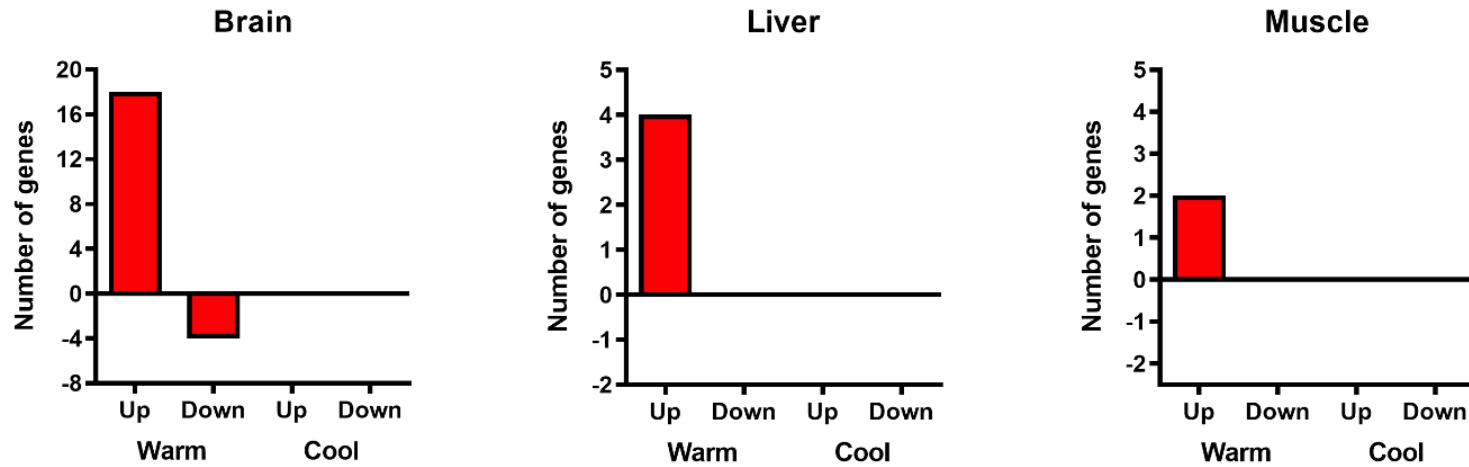 Brain
Number of genes
20
16
12
8
4
0
-4
-8
Up Down Up Down
Warm Cool
Liver
Number of genes
5
4
3
2
1
0
-1
-2
Up Down Up Down
Warm Cool
Muscle
Number of genes
5
4
3
2
1
0
-1
-2
Up Down Up Down
Warm Cool